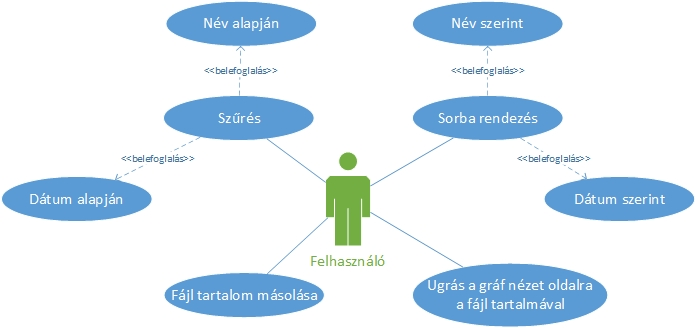 Név alapján
Név szerint
<<belefoglalás>>
<<belefoglalás>>
Szűrés
Sorba rendezés
<<belefoglalás>>
<<belefoglalás>>
Dátum alapján
Dátum szerint
Felhasználó
Fájl tartalom másolása
Ugrás a gráf nézet oldalra
a fájl tartalmával